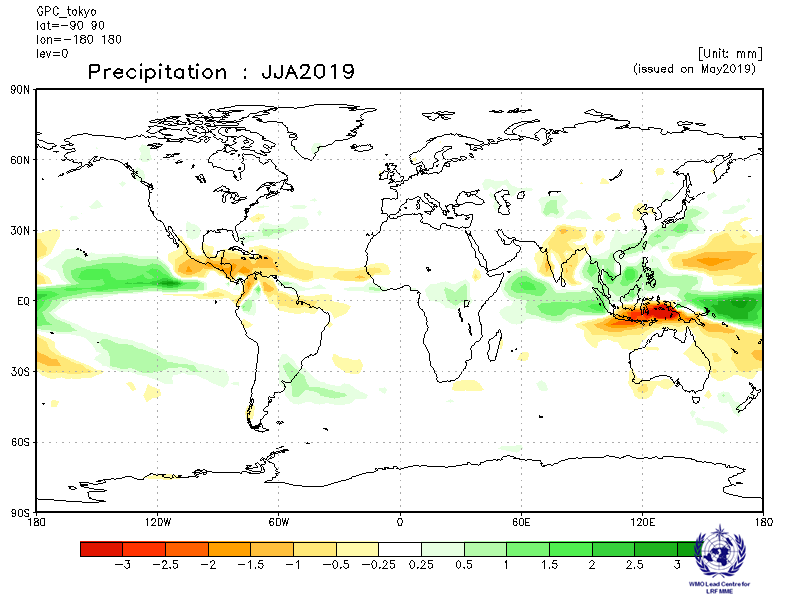 GPC_tokyo
lat=-90 90
lon=-180 180
lev=0
[Unit: mm]
Precipitation : JJA2019
(issued on May2019)
90N
60N
30N
EQ
30S
60S
90S
180 120W 60W 0 60E 120E 180
-3 -2.5 -2 -1.5 -1 -0.5 -0.25 0.25 0.5 1 1.5 2 2.5 3
WMO Lead Centre for
LRF MME